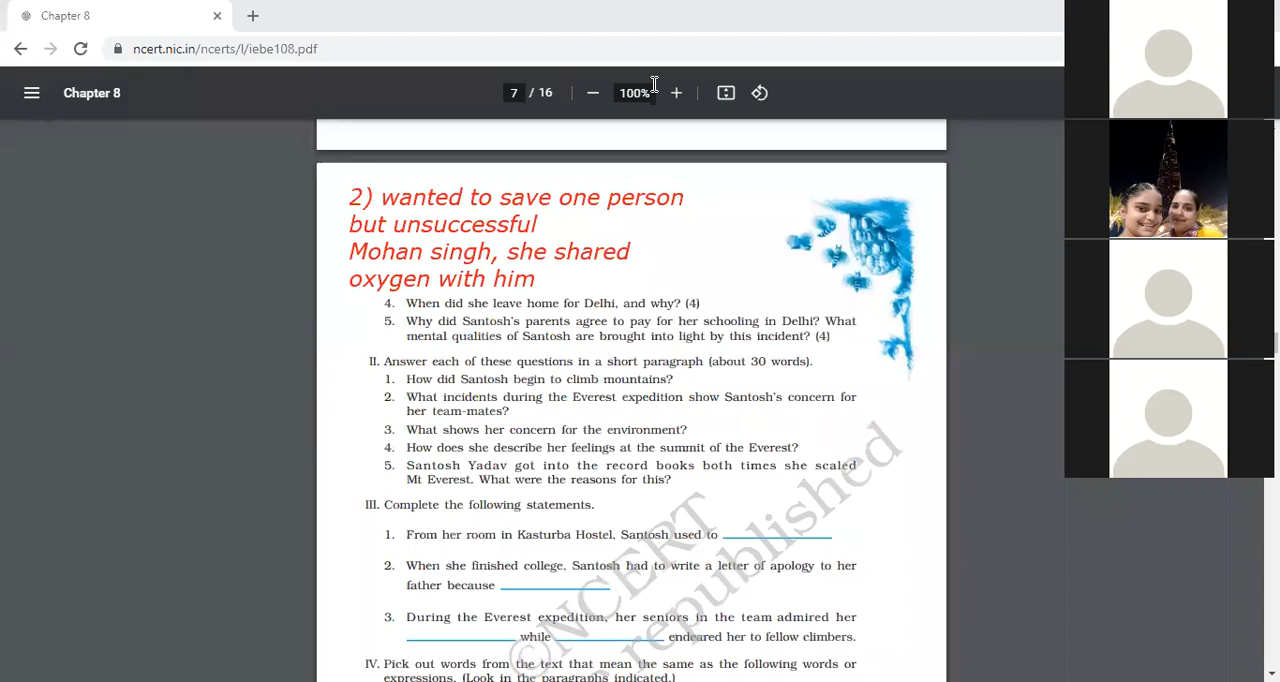 Chapter 8
ncert.nic.in/ncerts/l/iebe108.pdf
Chapter 8
7 / 16
100%
2) wanted to save one person
but unsuccessful
Mohan singh, she shared
oxygen with him
4. When did she leave home for Delhi, and why? (4)
5. Why did Santosh's parents agree to pay for her schooling in Delhi? What
mental qualities of Santosh are brought into light by this incident? (4)
II. Answer each of these questions in a short paragraph (about 30 words).
1. How did Santosh begin to climb mountains?
2. What incidents during the Everest expedition show Santosh's concern for
her team-mates?
3. What shows her concern for the environment?
4. How does she describe her feelings at the summit of the Everest?
5. Santosh Yadav got into the record books both times she scaled
Mt Everest. What were the reasons for this?
III. Complete the following statements.
1. From her room in Kasturba Hostel, Santosh used to
2. When she finished college, Santosh had to write a letter of apology to her
father because
3. During the Everest expedition, her seniors in the team admired her
while endeared her to fellow climbers.
IV. Pick out words from the text that mean the same as the following words or
expressions. (Look in the paragraphs indicated.)
©NCERT
republished